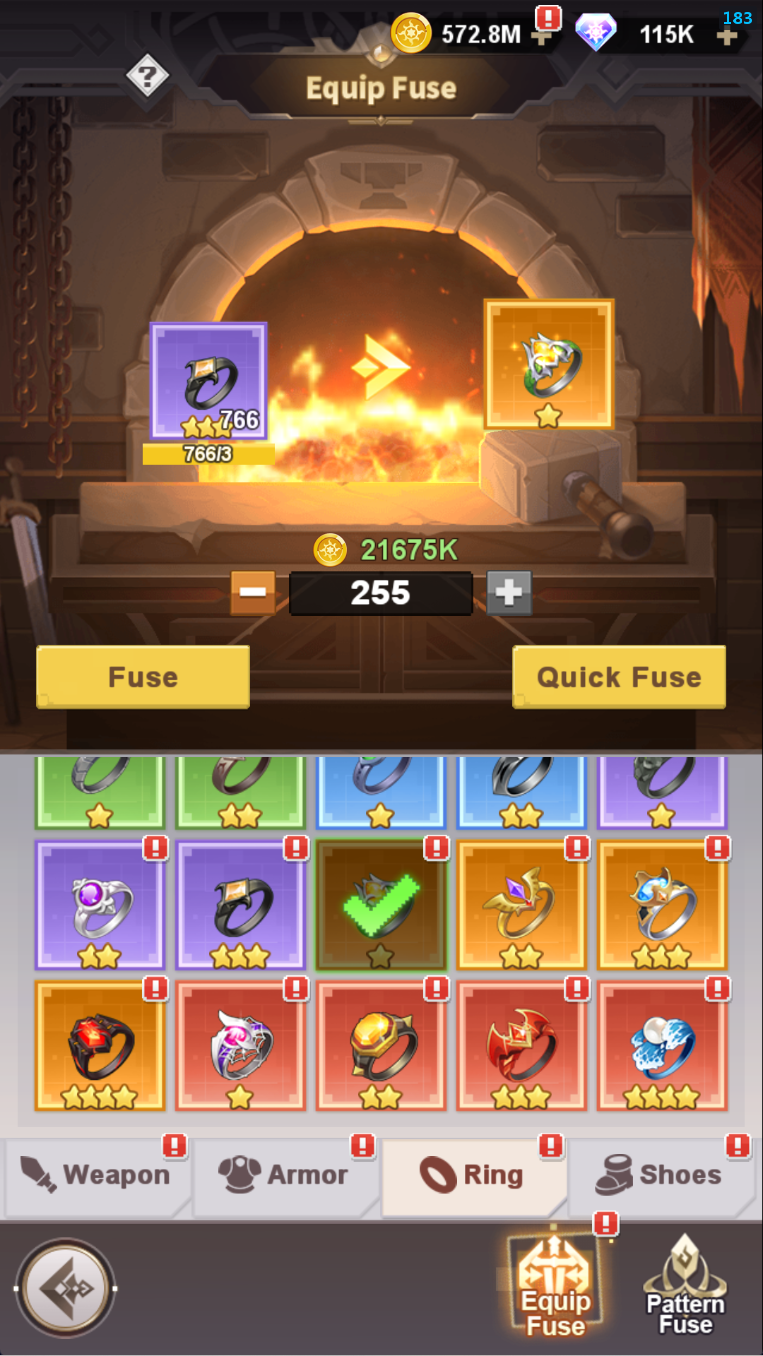 183
572.8M
115K
Equip Fuse
766
766/3
21675K
255
Fuse
Quick Fuse
Weapon
Armor
Ring
Shoes
Equip
Fuse
Pattern
Fuse